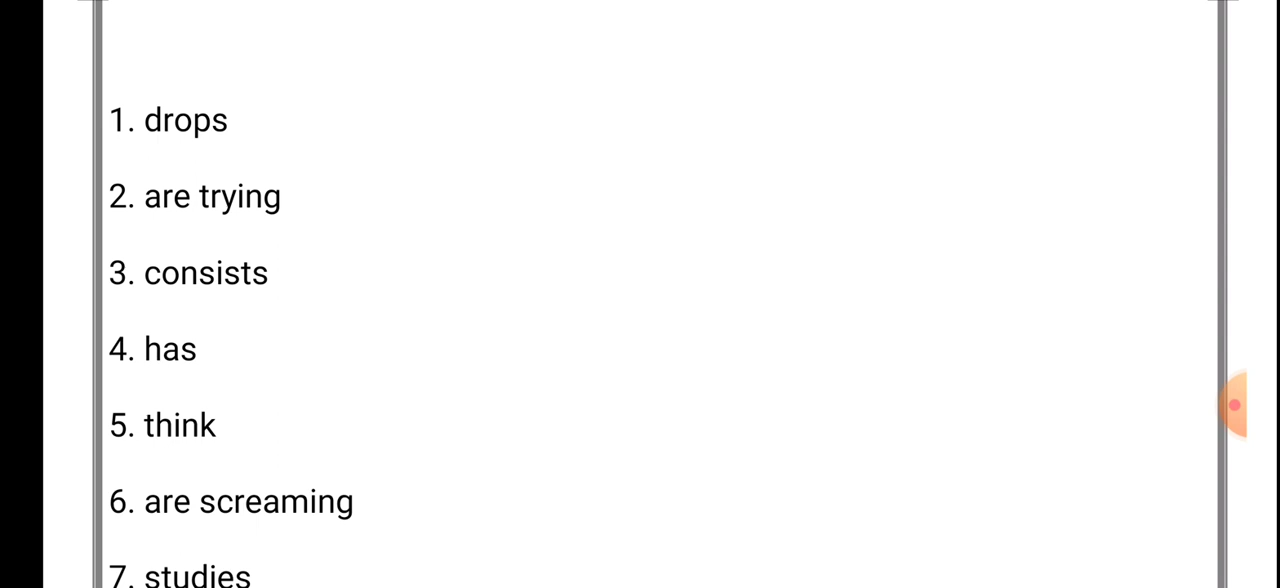 1. drops
2. are trying
3. consists
4. has
5. think
6. are screaming
7. studies